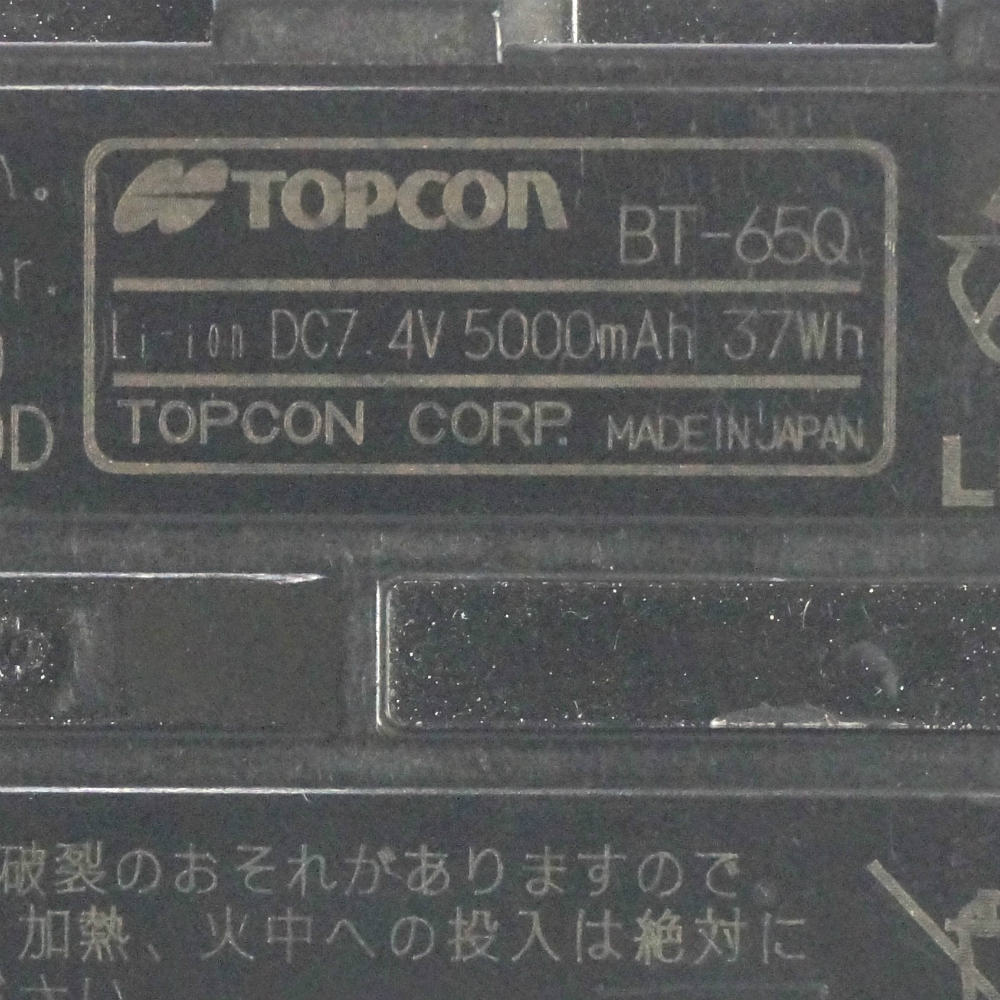 TOPCON BT-65Q
Li-ion DC7.4V 5000mAh 37Wh
TOPCON CORP. MADE IN JAPAN
破裂のおそれがありますので、
加熱、火中への投入は絶対に